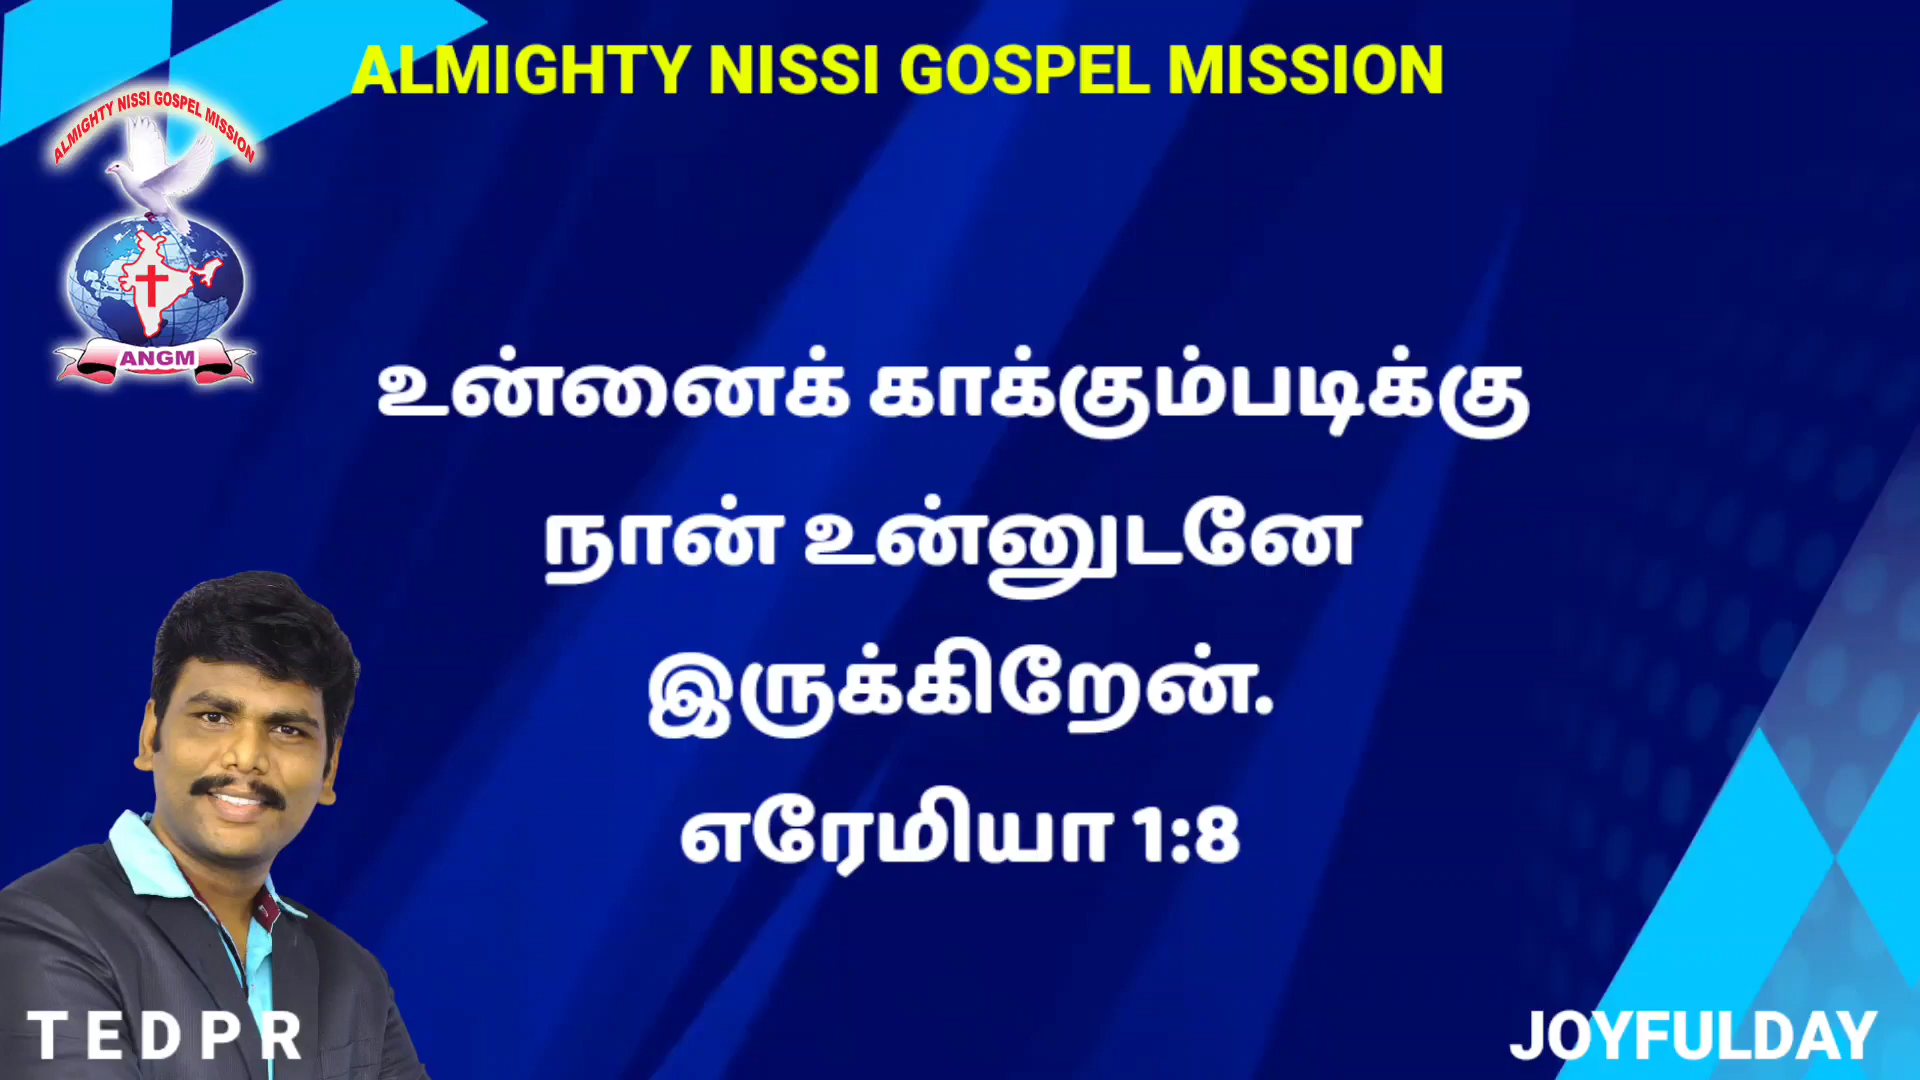 ALMIGHTY NISSI GOSPEL MISSION
ALMIGHTY NISSI GOSPEL MISSION
ANGM
உன்னைக் காக்கும்படிக்கு
நான் உன்னுடனே
இருக்கிறேன்.
எரேமியா 1:8
TEDPR
JOYFULDAY